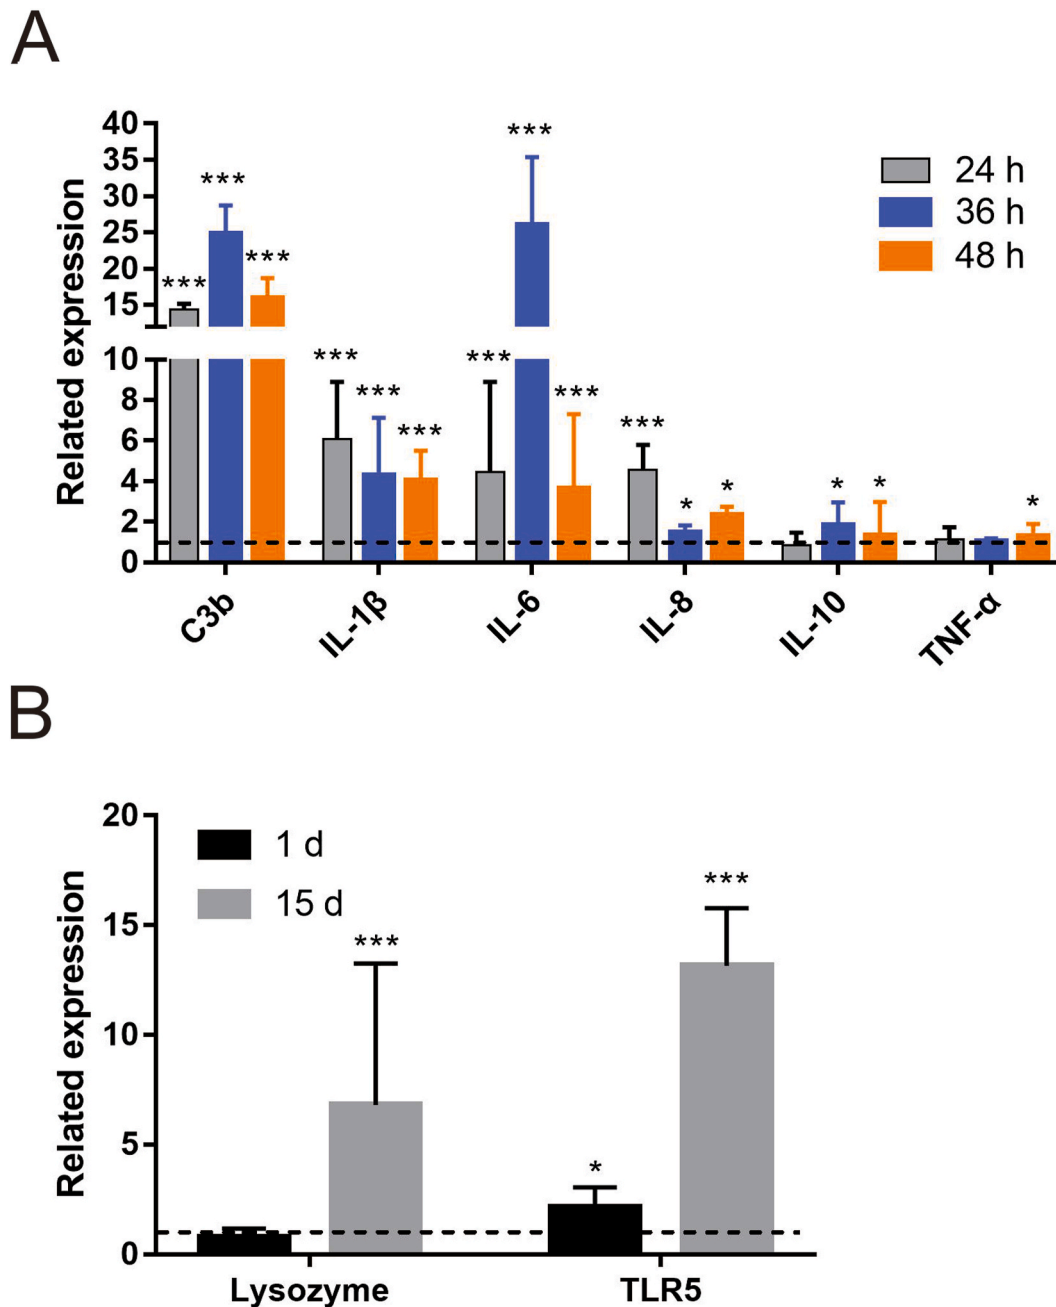 A
Related expression
40
35
30
25
20
15
10
8
6
4
2
0
*** *** ***
*** *** ***
*** *** ***
*** * *
* *
*
24 h
36 h
48 h
C3b IL-1β IL-6 IL-8 IL-10 TNF-α
B
Related expression
20
15
10
5
0
1 d
15 d
***
* ***
Lysozyme TLR5